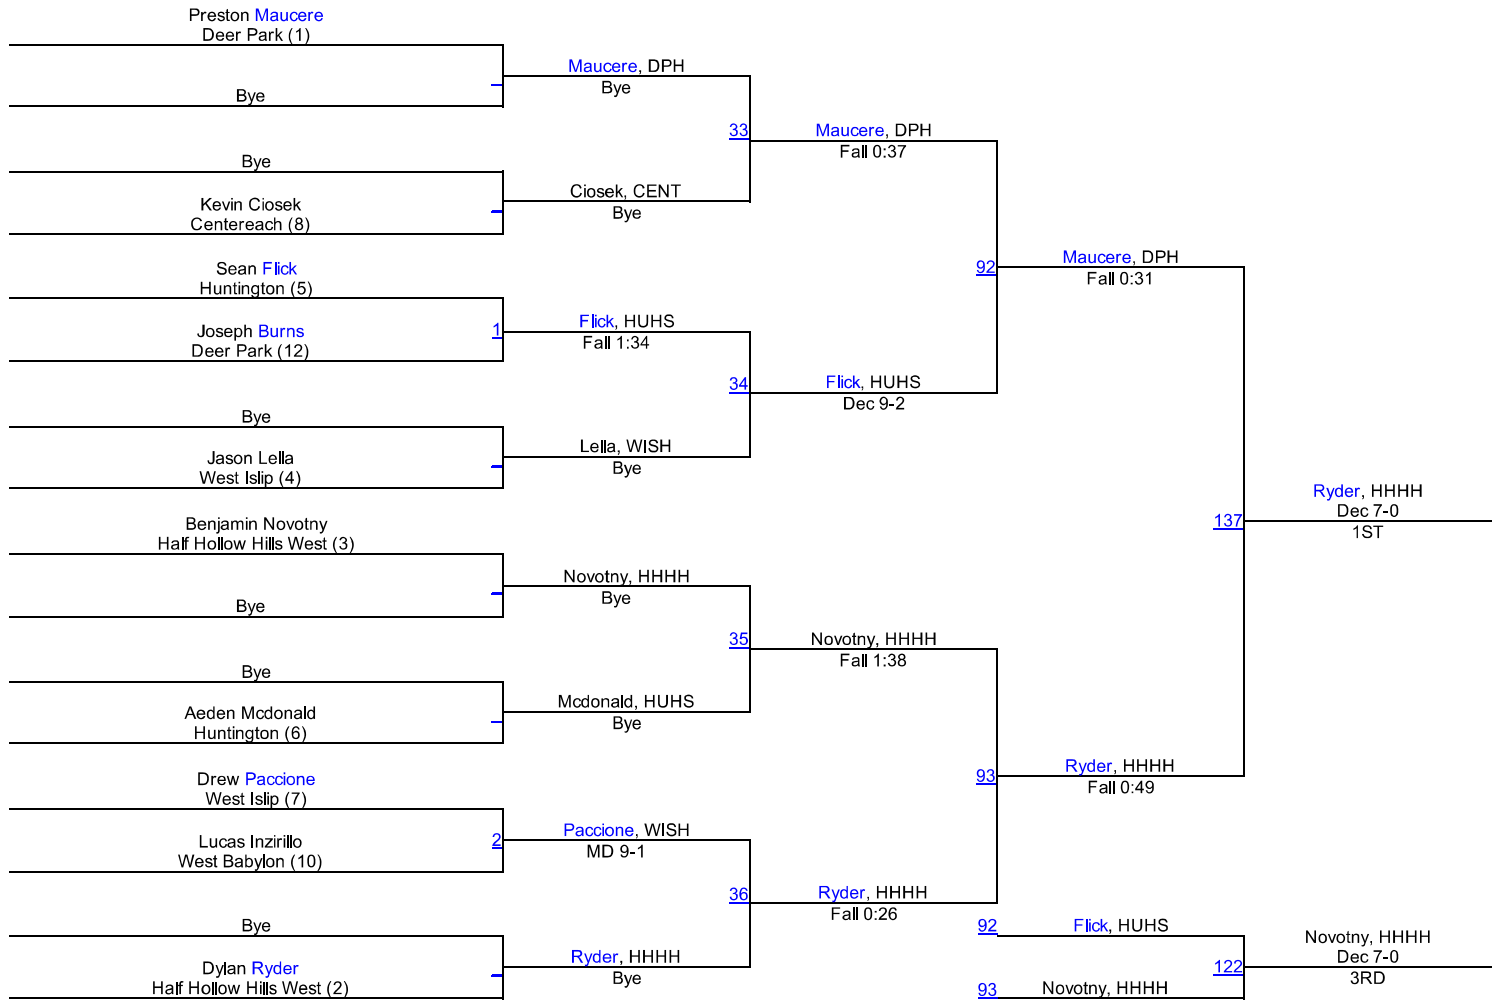 Preston Maucere
Deer Park (1)
Bye
Maucere, DPH
Bye
33
Bye
Kevin Ciosek
Centereach (8)
Ciosek, CENT
Bye
Maucere, DPH
Fall 0:37
92
Sean Flick
Huntington (5)
Joseph Burns
Deer Park (12)
1
Flick, HUHS
Fall 1:34
34
Bye
Jason Lella
West Islip (4)
Lella, WISH
Bye
Flick, HUHS
Dec 9-2
Maucere, DPH
Fall 0:31
137
Benjamin Novotny
Half Hollow Hills West (3)
Bye
Novotny, HHHH
Bye
35
Bye
Aeden Mcdonald
Huntington (6)
Mcdonald, HUHS
Bye
Novotny, HHHH
Fall 1:38
93
Drew Paccione
West Islip (7)
Lucas Inzirillo
West Babylon (10)
2
Paccione, WISH
MD 9-1
36
Bye
Dylan Ryder
Half Hollow Hills West (2)
Ryder, HHHH
Bye
Ryder, HHHH
Fall 0:26
Ryder, HHHH
Fall 0:49
Ryder, HHHH
Dec 7-0
1ST
92
Flick, HUHS
93
Novotny, HHHH
122
Novotny, HHHH
Dec 7-0
3RD